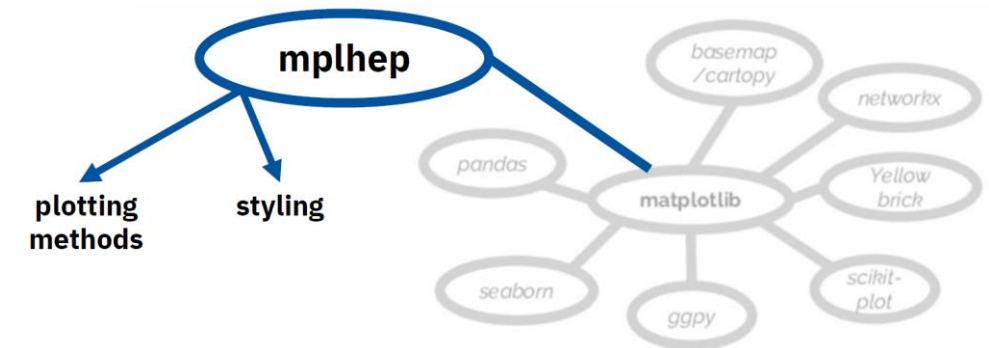 mplhep
plotting
methods
styling
basemap
/cartopy
networkx
pandas
matplotlib
Yellow
brick
seaborn
ggpy
scikit-
plot